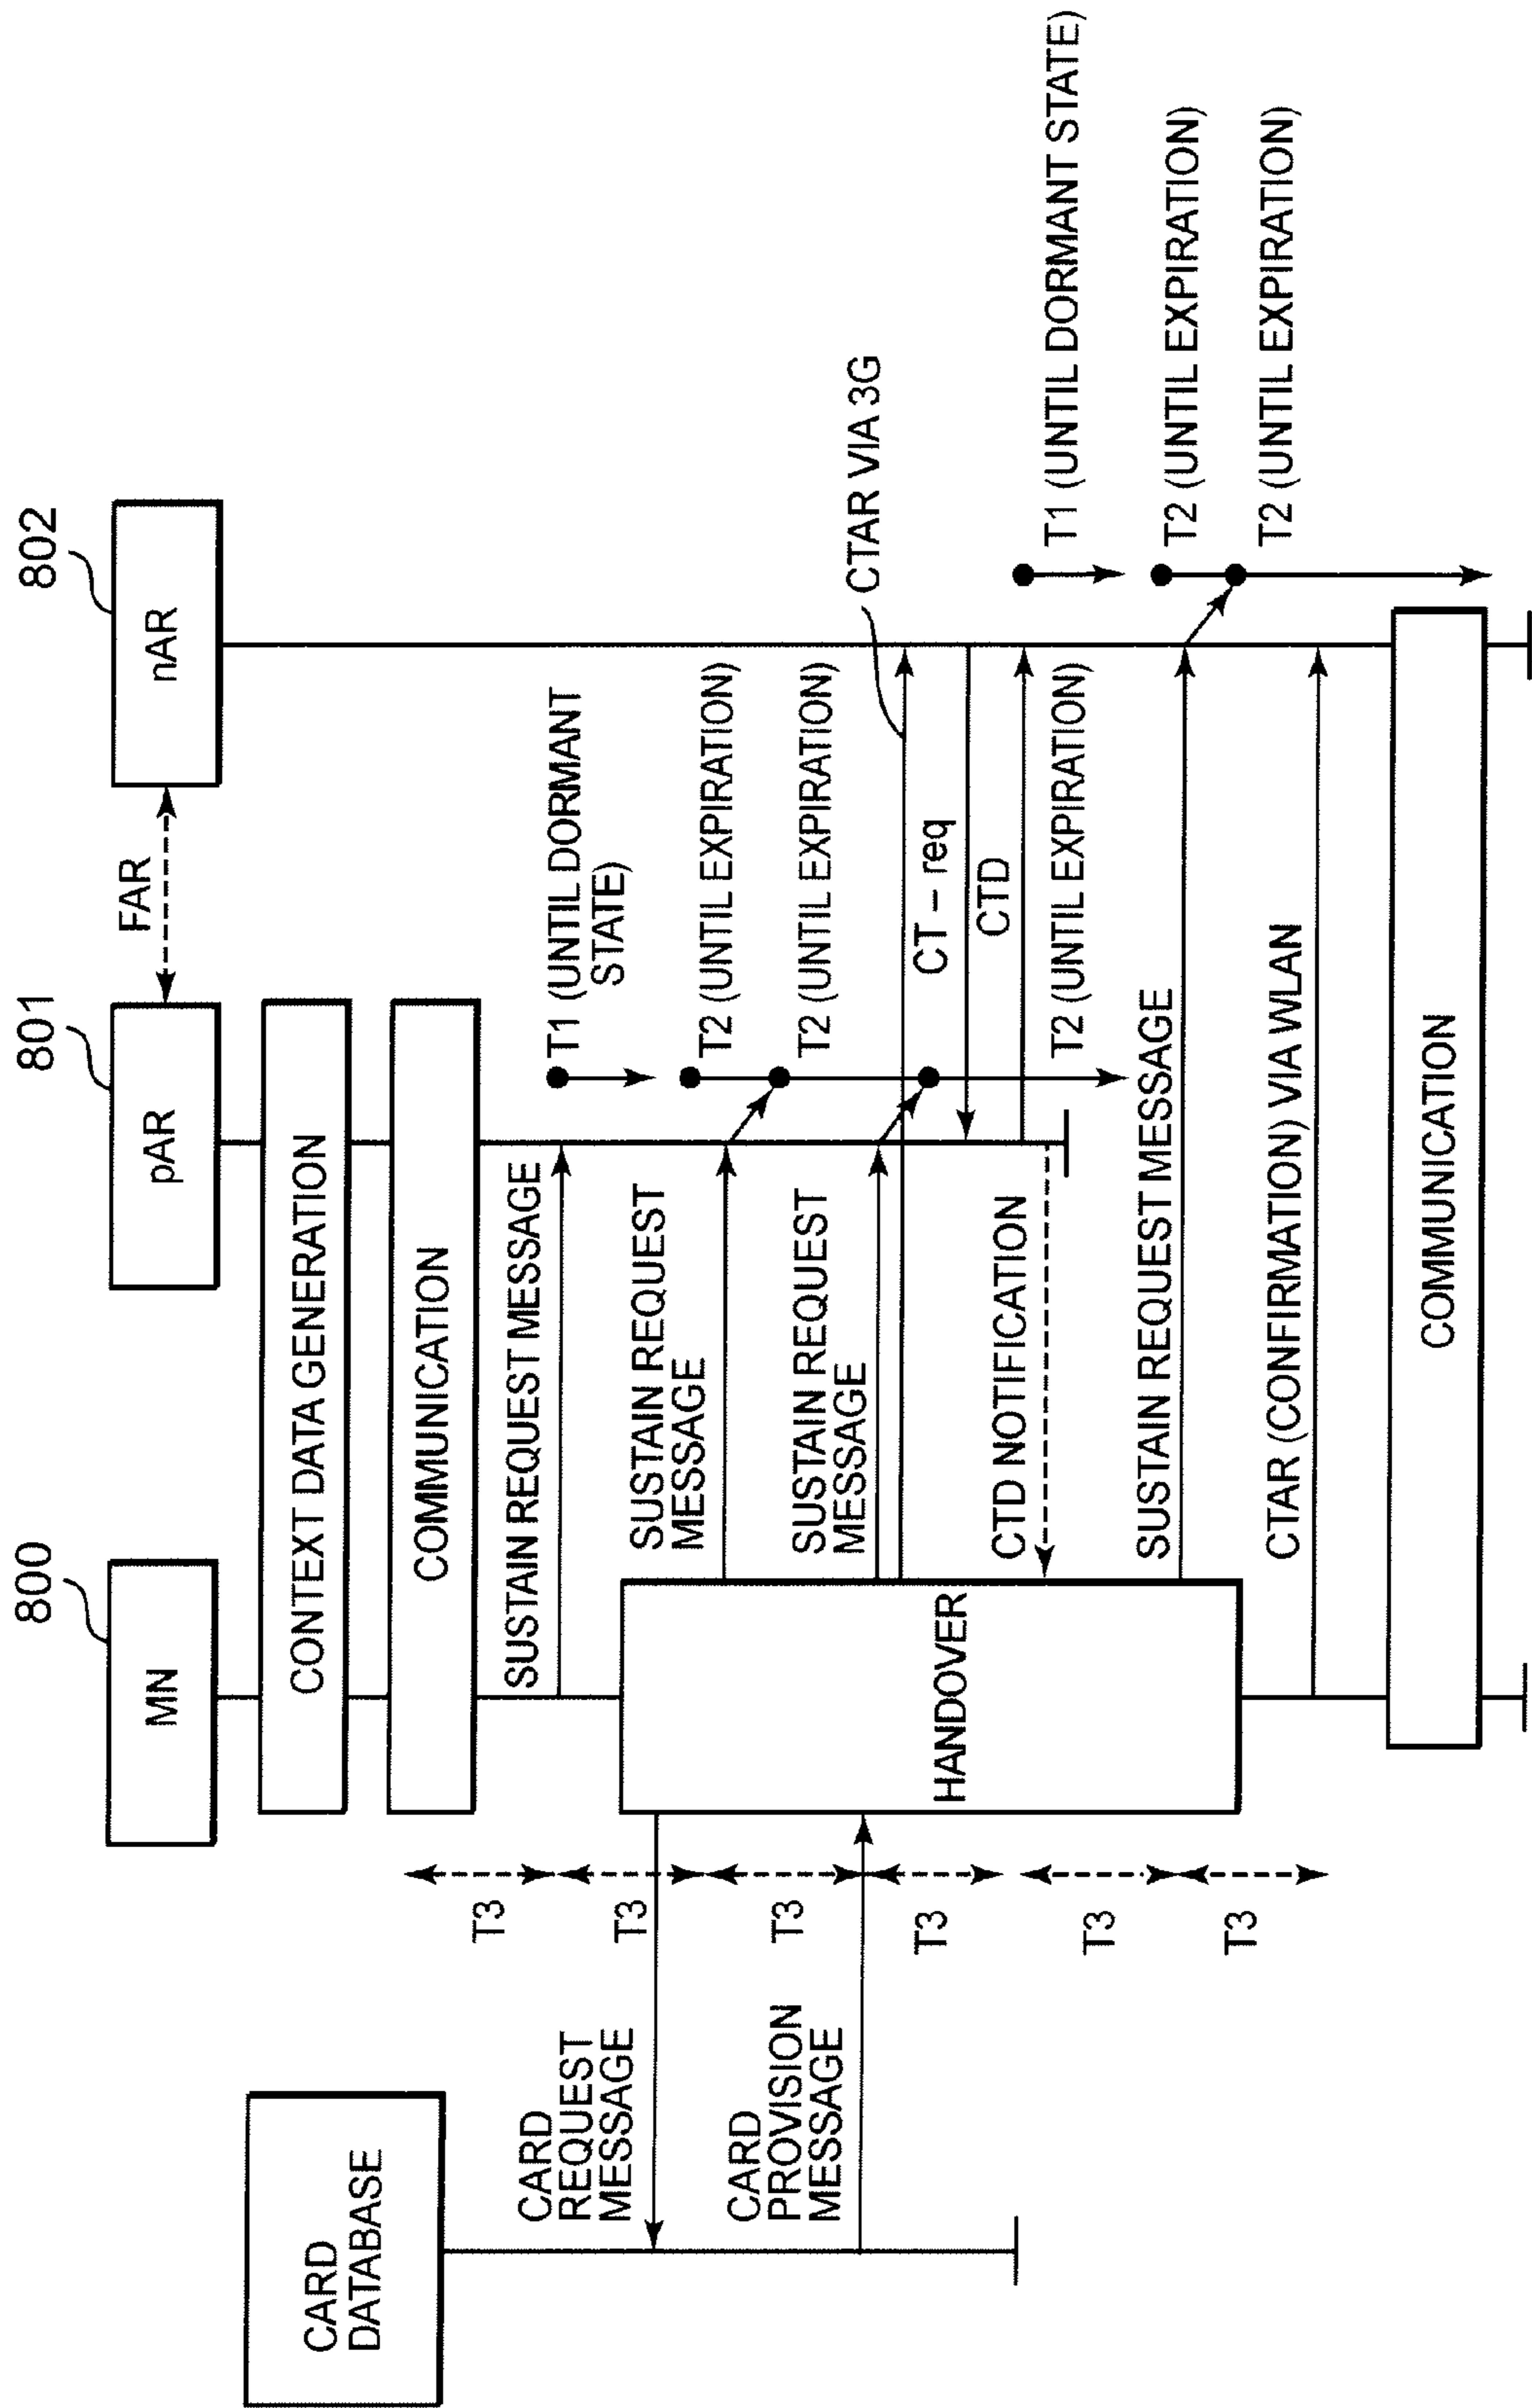 800
801
802
CARD
DATABASE
MN
pAR
FAR
nAR
CONTEXT DATA GENERATION
COMMUNICATION
T3
SUSTAIN REQUEST MESSAGE
T1 (UNTIL DORMANT
STATE)
CARD
REQUEST
MESSAGE
T3
SUSTAIN REQUEST
MESSAGE
T2 (UNTIL EXPIRATION)
T2 (UNTIL EXPIRATION)
CARD
PROVISION
MESSAGE
T3
SUSTAIN REQUEST
MESSAGE
CTAR VIA 3G
T3
HANDOVER
CT – req
CTD
CTD NOTIFICATION
T2 (UNTIL EXPIRATION)
T1 (UNTIL DORMANT STATE)
T3
SUSTAIN REQUEST MESSAGE
T2 (UNTIL EXPIRATION)
T3
T2 (UNTIL EXPIRATION)
CTAR (CONFIRMATION) VIA WLAN
COMMUNICATION